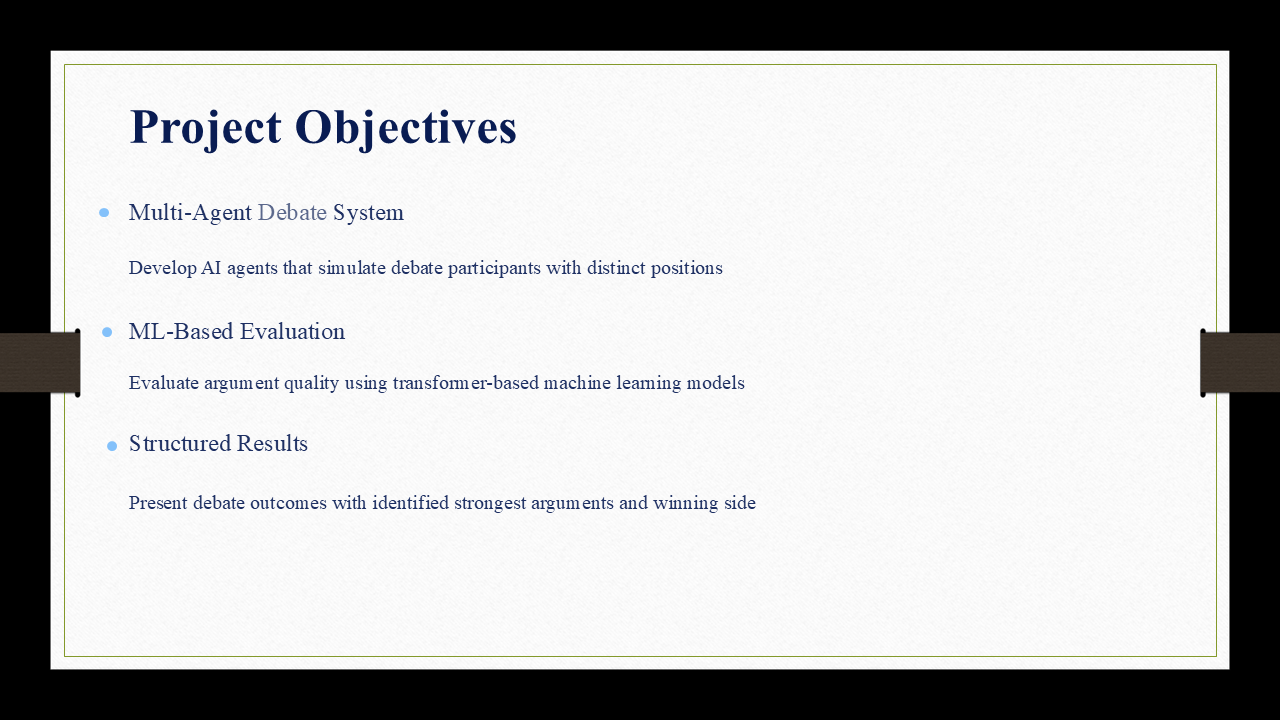 Project Objectives
Multi-Agent Debate System
Develop AI agents that simulate debate participants with distinct positions
ML-Based Evaluation
Evaluate argument quality using transformer-based machine learning models
Structured Results
Present debate outcomes with identified strongest arguments and winning side